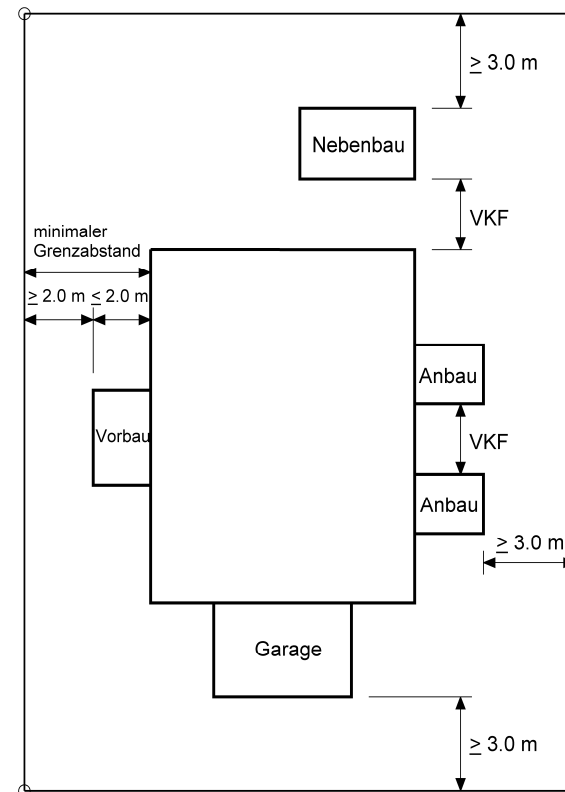 ≥ 3.0 m
Nebenbau
VKF
minimaler
Grenzabstand
≥ 2.0 m ≤ 2.0 m
Anbau
Vorbau
VKF
Anbau
≥ 3.0 m
Garage
≥ 3.0 m